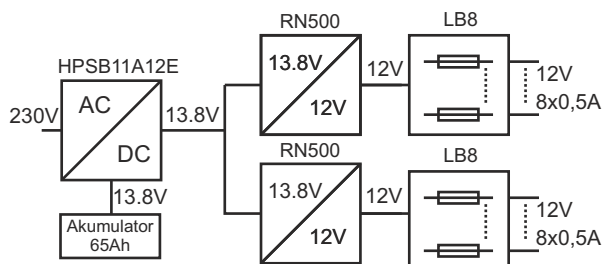 HPSB11A12E
230V
AC
DC
13.8V
13.8V
Akumulator
65Ah
RN500
13.8V
12V
12V
LB8
12V
8x0,5A
RN500
13.8V
12V
12V
LB8
12V
8x0,5A